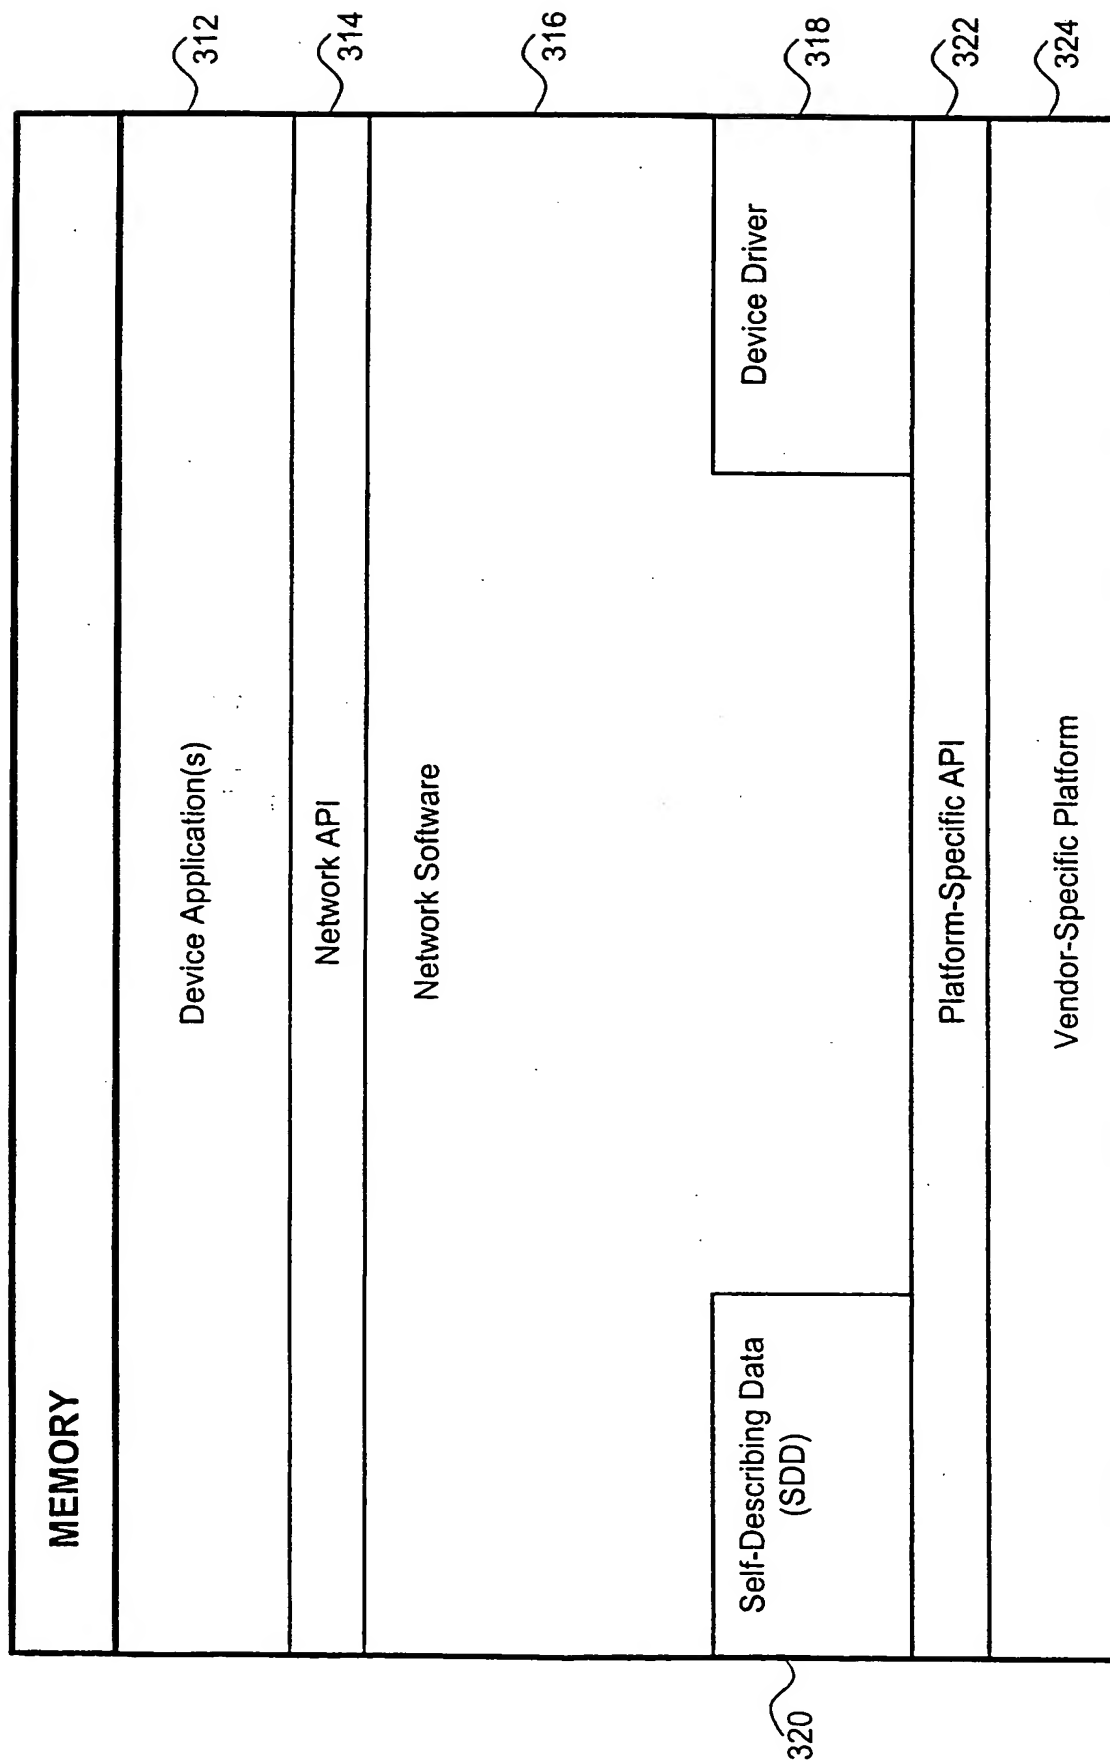 MEMORY
Device Application(s)
312
Network API
314
Network Software
316
Self-Describing Data
(SDD)
320
Device Driver
318
Platform-Specific API
322
Vendor-Specific Platform
324